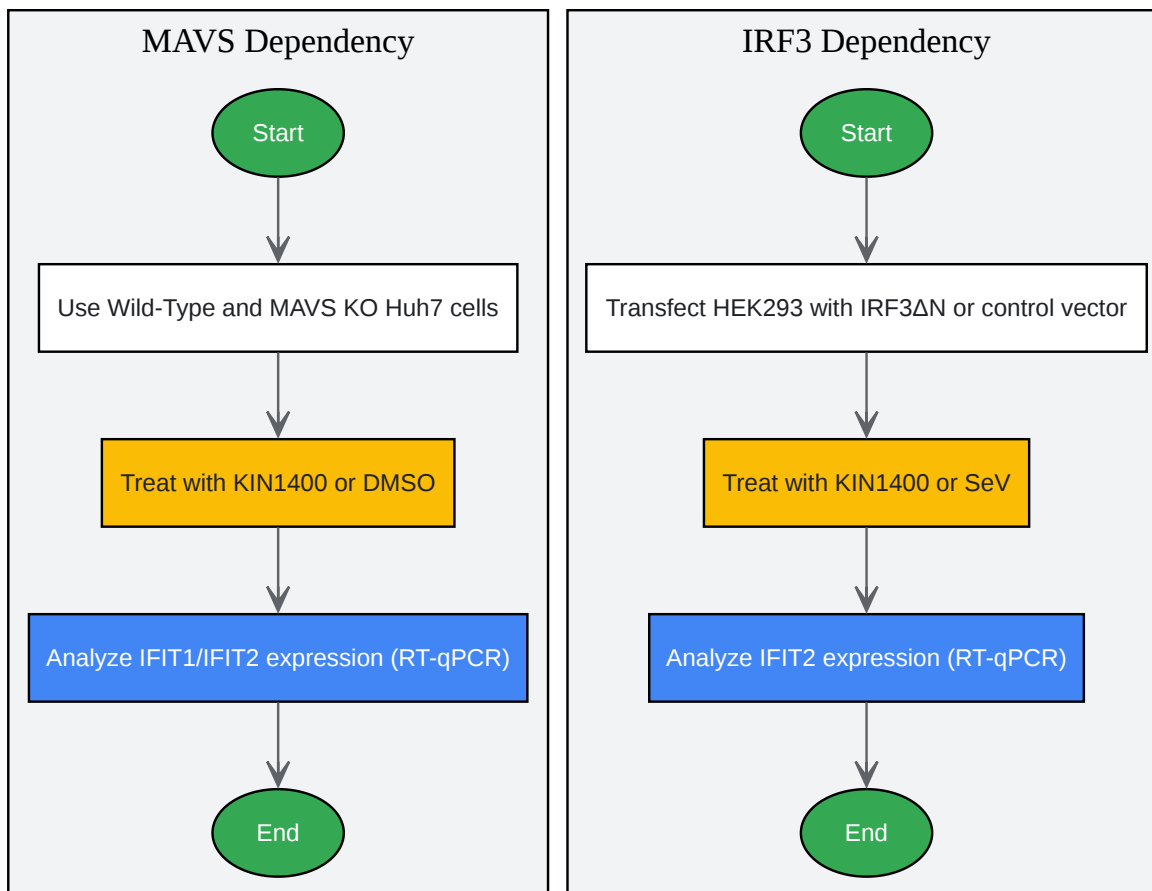 MAVS Dependency
Start
Use Wild-Type and MAVS KO Huh7 cells
Treat with KIN1400 or DMSO
Analyze IFIT1/IFIT2 expression (RT-qPCR)
End
IRF3 Dependency
Start
Transfect HEK293 with IRF3ΔN or control vector
Treat with KIN1400 or SeV
Analyze IFIT2 expression (RT-qPCR)
End